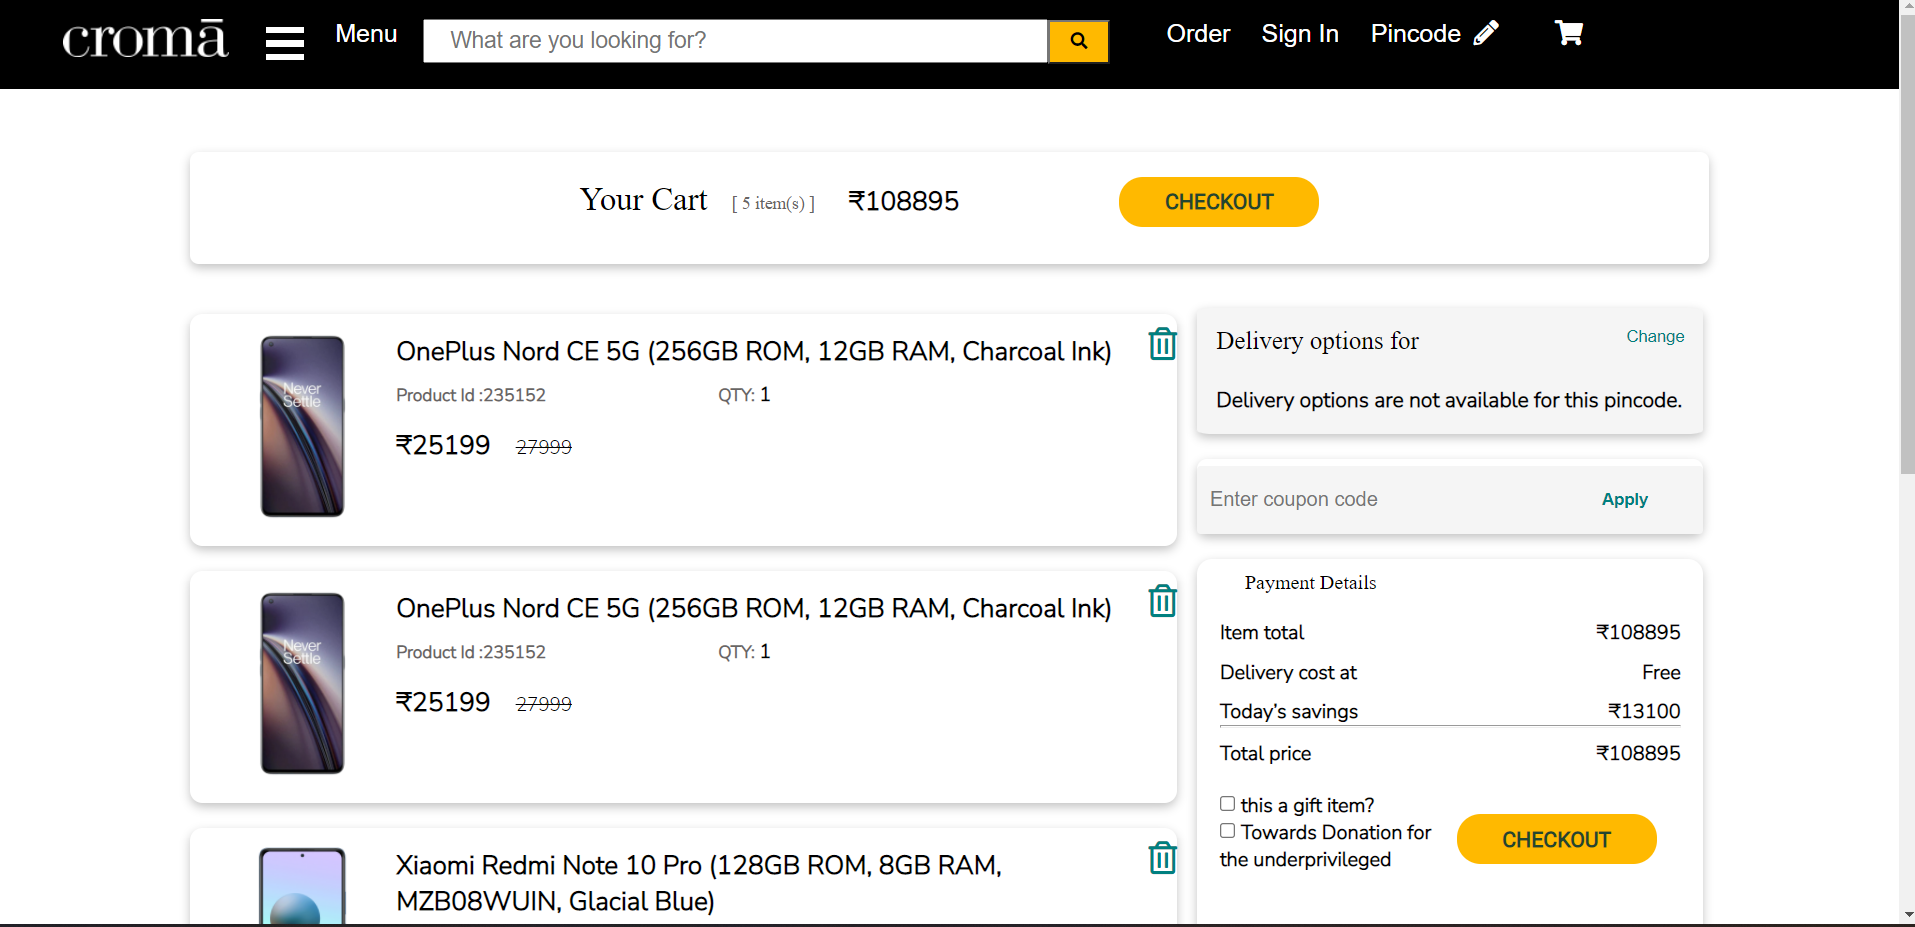 cromā
Menu
What are you looking for?
Order
Sign In
Pincode
Your Cart [ 5 item(s) ] ₹108895
CHECKOUT
Never
Settle
OnePlus Nord CE 5G (256GB ROM, 12GB RAM, Charcoal Ink)
Product Id :235152 QTY: 1
₹25199 27999
Never
Settle
OnePlus Nord CE 5G (256GB ROM, 12GB RAM, Charcoal Ink)
Product Id :235152 QTY: 1
₹25199 27999
Xiaomi Redmi Note 10 Pro (128GB ROM, 8GB RAM,
MZB08WUIN, Glacial Blue)
Delivery options for Change
Delivery options are not available for this pincode.
Enter coupon code Apply
Payment Details
Item total ₹108895
Delivery cost at Free
Today’s savings ₹13100
Total price ₹108895
this a gift item?
Towards Donation for
the underprivileged
CHECKOUT